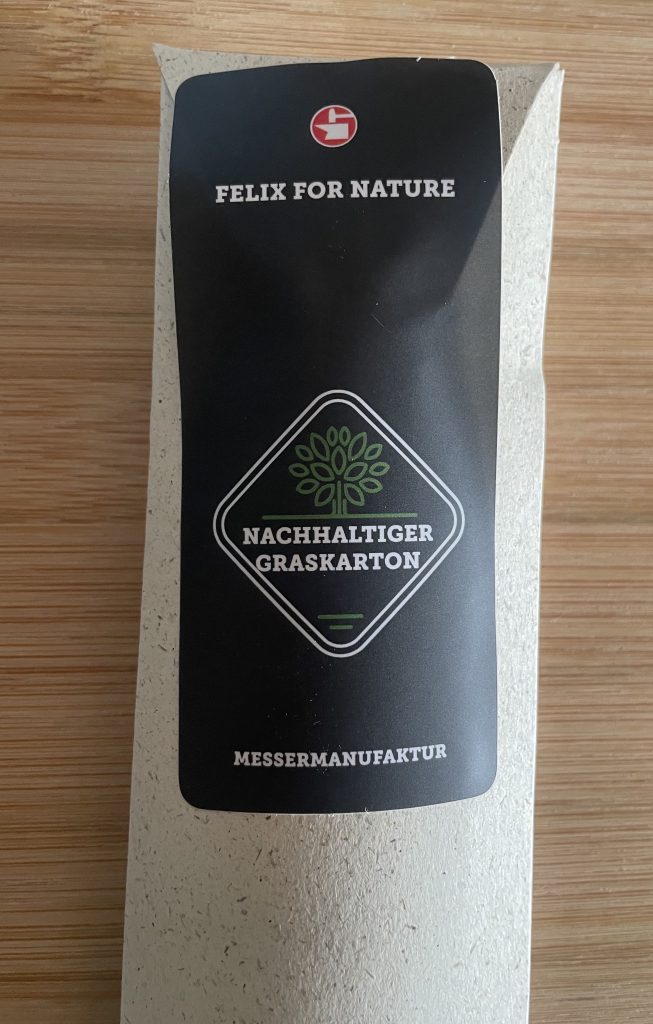 FELIX FOR NATURE
NACHHALTIGER
GRASKARTON
MESSERMANUFAKTUR